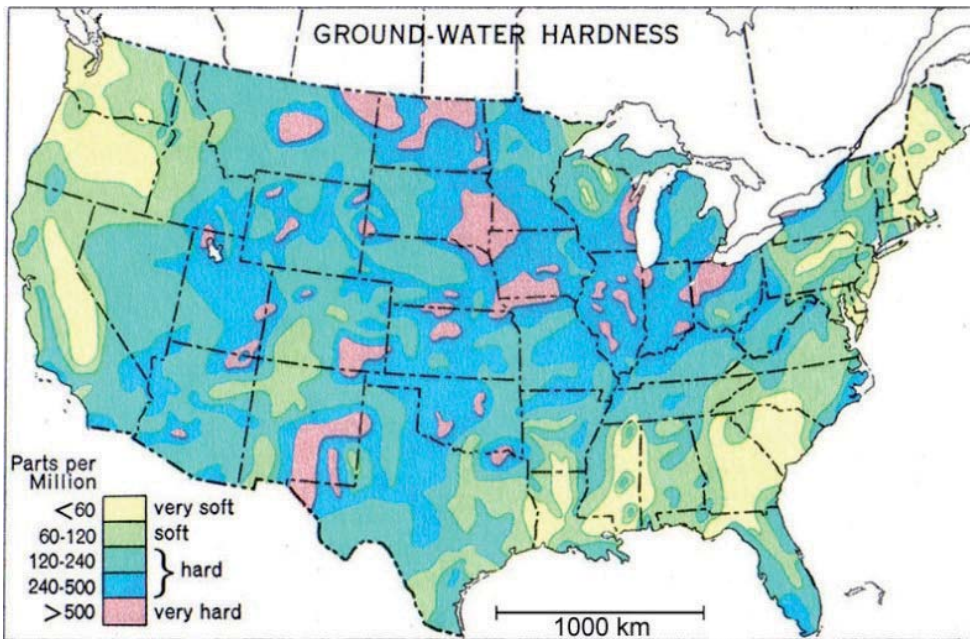 GROUND-WATER HARDNESS
Parts per
Million
<60 very soft
60-120 soft
120-240
hard
240-500
>500 very hard
1000 km